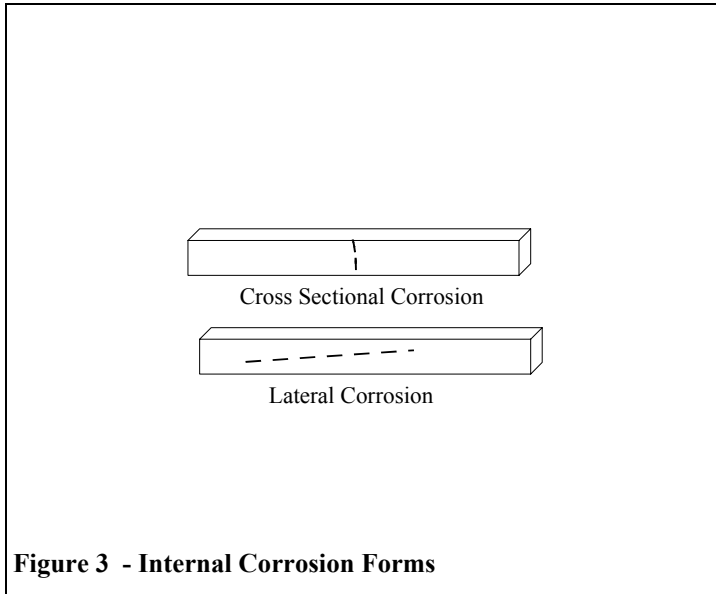 Cross Sectional Corrosion
Lateral Corrosion
Figure 3 - Internal Corrosion Forms